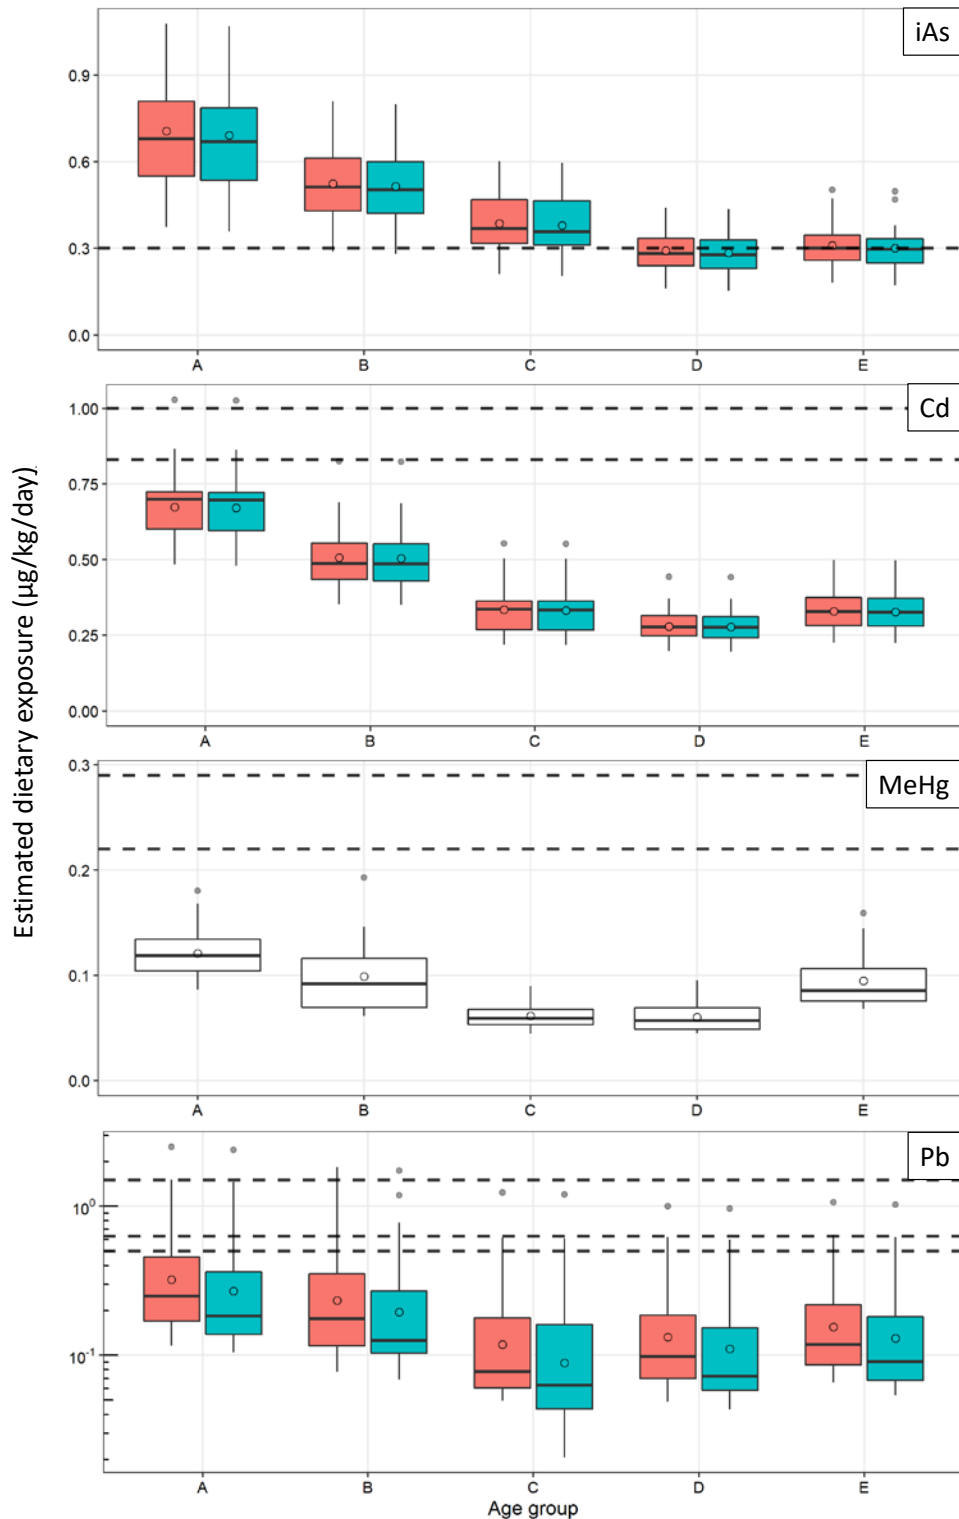 iAs
0.9
0.6
0.3
0.0
A B C D E
Cd
1.00
0.75
0.50
0.25
0.00
A B C D E
Estimated dietary exposure (µg/kg/day)
MeHg
0.3
0.2
0.1
0.0
A B C D E
Pb
10⁰
10⁻¹
A B C D E
Age group